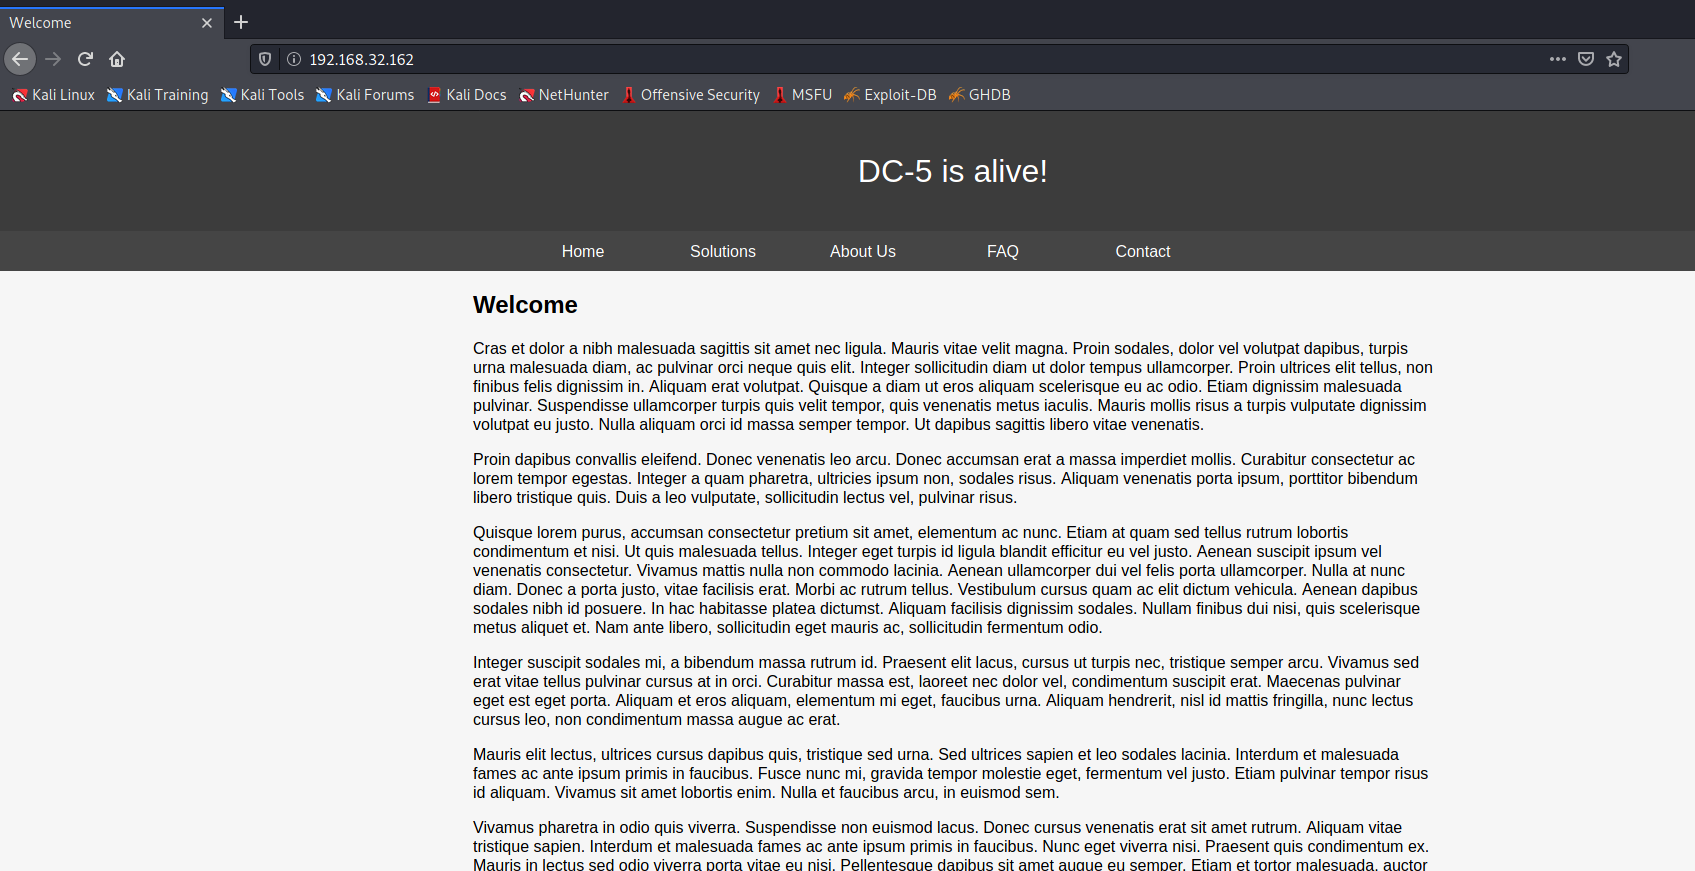 Welcome
192.168.32.162
Kali Linux Kali Training Kali Tools Kali Forums Kali Docs NetHunter Offensive Security MSFU Exploit-DB GHDB
DC-5 is alive!
Home Solutions About Us FAQ Contact
Welcome
Cras et dolor a nibh malesuada sagittis sit amet nec ligula. Mauris vitae velit magna. Proin sodales, dolor vel volutpat dapibus, turpis
urna malesuada diam, ac pulvinar orci neque quis elit. Integer sollicitudin diam ut dolor tempus ullamcorper. Proin ultrices elit tellus, non
finibus felis dignissim in. Aliquam erat volutpat. Quisque a diam ut eros aliquam scelerisque eu ac odio. Etiam dignissim malesuada
pulvinar. Suspendisse ullamcorper turpis quis velit tempor, quis venenatis metus iaculis. Mauris mollis risus a turpis vulputate dignissim
volutpat eu justo. Nulla aliquam orci id massa semper tempor. Ut dapibus sagittis libero vitae venenatis.
Proin dapibus convallis eleifend. Donec venenatis leo arcu. Donec accumsan erat a massa imperdiet mollis. Curabitur consectetur ac
lorem tempor egestas. Integer a quam pharetra, ultricies ipsum non, sodales risus. Aliquam venenatis porta ipsum, porttitor bibendum
libero tristique quis. Duis a leo vulputate, sollicitudin lectus vel, pulvinar risus.
Quisque lorem purus, accumsan consectetur pretium sit amet, elementum ac nunc. Etiam at quam sed tellus rutrum lobortis
condimentum et nisi. Ut quis malesuada tellus. Integer eget turpis id ligula blandit efficitur eu vel justo. Aenean suscipit ipsum vel
venenatis consectetur. Vivamus mattis nulla non commodo lacinia. Aenean ullamcorper dui vel felis porta ullamcorper. Nulla at nunc
diam. Donec a porta justo, vitae facilisis erat. Morbi ac rutrum tellus. Vestibulum cursus quam ac elit dictum vehicula. Aenean dapibus
sodales nibh id posuere. In hac habitasse platea dictumst. Aliquam facilisis dignissim sodales. Nullam finibus dui nisi, quis scelerisque
metus aliquet et. Nam ante libero, sollicitudin eget mauris ac, sollicitudin fermentum odio.
Integer suscipit sodales mi, a bibendum massa rutrum id. Praesent elit lacus, cursus ut turpis nec, tristique semper arcu. Vivamus sed
erat vitae tellus pulvinar cursus at in orci. Curabitur massa est, laoreet nec dolor vel, condimentum suscipit erat. Maecenas pulvinar
eget est eget porta. Aliquam et eros aliquam, elementum mi eget, faucibus urna. Aliquam hendrerit, nisl id mattis fringilla, nunc lectus
cursus leo, non condimentum massa augue ac erat.
Mauris elit lectus, ultrices cursus dapibus quis, tristique sed urna. Sed ultrices sapien et leo sodales lacinia. Interdum et malesuada
fames ac ante ipsum primis in faucibus. Fusce nunc mi, gravida tempor molestie eget, fermentum vel justo. Etiam pulvinar tempor risus
id aliquam. Vivamus sit amet lobortis enim. Nulla et faucibus arcu, in euismod sem.
Vivamus pharetra in odio quis viverra. Suspendisse non euismod lacus. Donec cursus venenatis erat sit amet rutrum. Aliquam vitae
tristique sapien. Interdum et malesuada fames ac ante ipsum primis in faucibus. Nunc eget viverra nisi. Praesent quis condimentum ex.
Mauris in lectus sed odio viverra porta vitae eu nisi. Pellentesque dapibus sit amet augue eu semper. Etiam et tortor malesuada, auctor